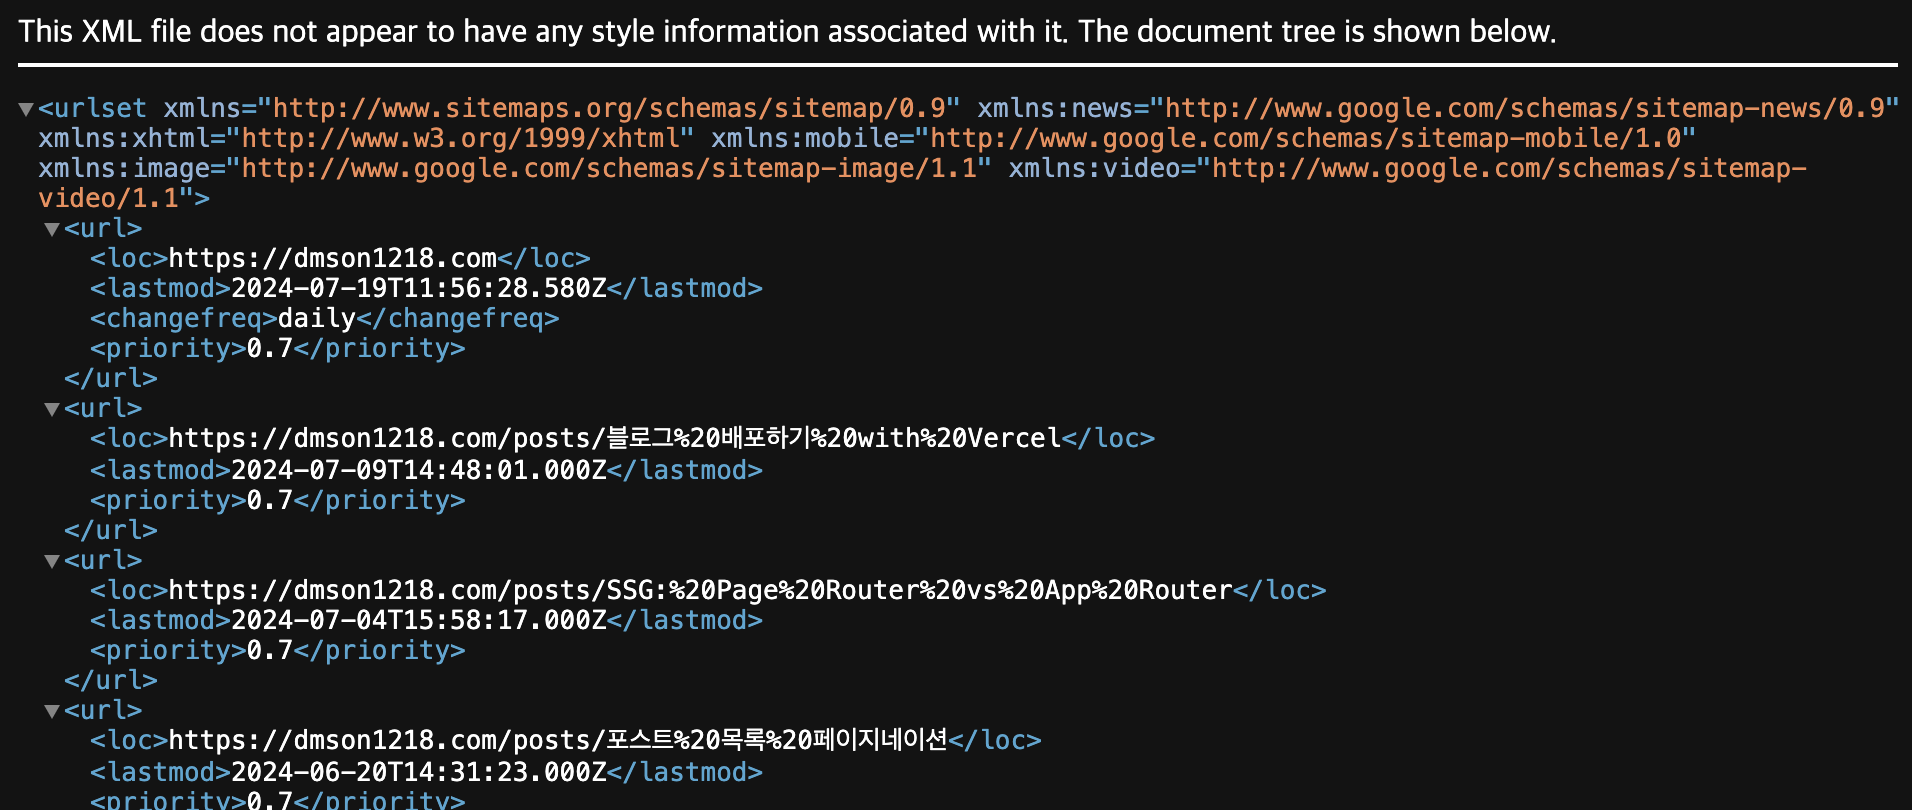 This XML file does not appear to have any style information associated with it. The document tree is shown below.
▼<urlset xmlns="http://www.sitemaps.org/schemas/sitemap/0.9" xmlns:news="http://www.google.com/schemas/sitemap-news/0.9"
xmlns:xhtml="http://www.w3.org/1999/xhtml" xmlns:mobile="http://www.google.com/schemas/sitemap-mobile/1.0"
xmlns:image="http://www.google.com/schemas/sitemap-image/1.1" xmlns:video="http://www.google.com/schemas/sitemap-
video/1.1">
▼<url>
<loc>https://dmson1218.com</loc>
<lastmod>2024-07-19T11:56:28.580Z</lastmod>
<changefreq>daily</changefreq>
<priority>0.7</priority>
</url>
▼<url>
<loc>https://dmson1218.com/posts/블로그%20배포하기%20with%20Vercel</loc>
<lastmod>2024-07-09T14:48:01.000Z</lastmod>
<priority>0.7</priority>
</url>
▼<url>
<loc>https://dmson1218.com/posts/SSG:%20Page%20Router%20vs%20App%20Router</loc>
<lastmod>2024-07-04T15:58:17.000Z</lastmod>
<priority>0.7</priority>
</url>
▼<url>
<loc>https://dmson1218.com/posts/포스트%20목록%20페이지네이션</loc>
<lastmod>2024-06-20T14:31:23.000Z</lastmod>
<priority>0.7</priority>